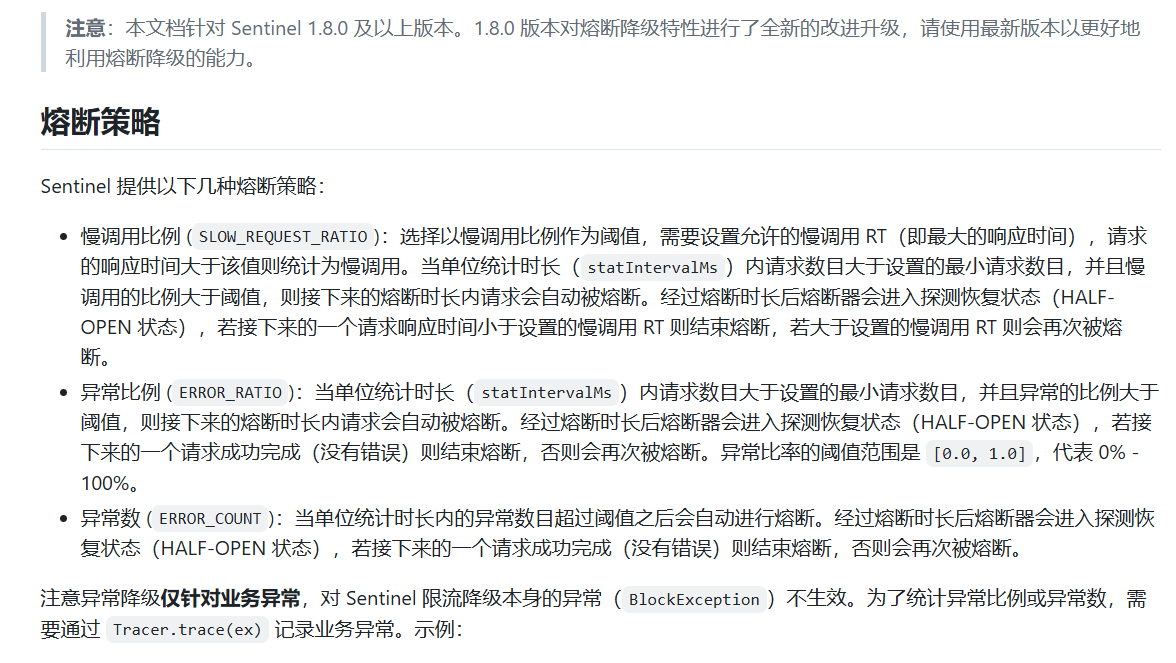 注意：本文档针对 Sentinel 1.8.0 及以上版本。1.8.0 版本对熔断降级特性进行了全新的改进升级，请使用最新版本以更好地
利用熔断降级的能力。
熔断策略
Sentinel 提供以下几种熔断策略：
• 慢调用比例 (SLOW_REQUEST_RATIO)：选择以慢调用比例作为阈值，需要设置允许的慢调用 RT（即最大的响应时间），请求
的响应时间大于该值则统计为慢调用。当单位统计时长（statIntervalMs）内请求数目大于设置的最小请求数目，并且慢
调用的比例大于阈值，则接下来的熔断时长内请求会自动被熔断。经过熔断时长后熔断器会进入探测恢复状态（HALF-
OPEN 状态），若接下来的一个请求响应时间小于设置的慢调用 RT 则结束熔断，若大于设置的慢调用 RT 则会再次被熔
断。
• 异常比例 (ERROR_RATIO)：当单位统计时长（statIntervalMs）内请求数目大于设置的最小请求数目，并且异常的比例大于
阈值，则接下来的熔断时长内请求会自动被熔断。经过熔断时长后熔断器会进入探测恢复状态（HALF-OPEN 状态），若接
下来的一个请求成功完成（没有错误）则结束熔断，否则会再次被熔断。异常比率的阈值范围是 [0.0, 1.0]，代表 0% -
100%。
• 异常数 (ERROR_COUNT)：当单位统计时长内的异常数目超过阈值之后会自动进行熔断。经过熔断时长后熔断器会进入探测恢
复状态（HALF-OPEN 状态），若接下来的一个请求成功完成（没有错误）则结束熔断，否则会再次被熔断。
注意异常降级仅针对业务异常，对 Sentinel 限流降级本身的异常（BlockException）不生效。为了统计异常比例或异常数，需
要通过 Tracer.trace(ex) 记录业务异常。示例：